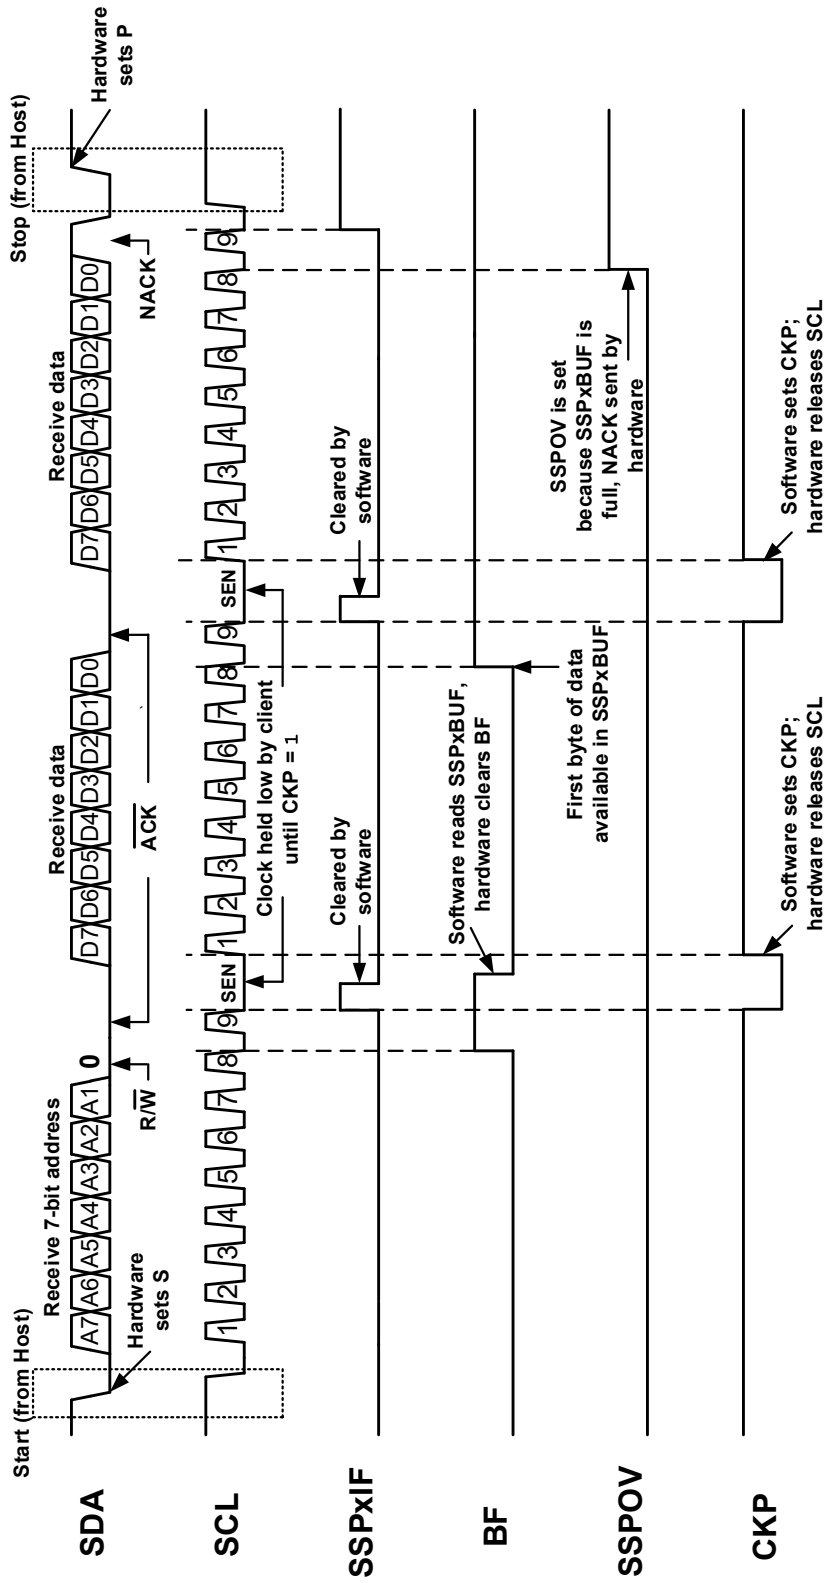 Start (from Host)
Stop (from Host)
Receive 7-bit address
Receive data
Receive data
SDA
A7 A6 A5 A4 A3 A2 A1 0
D7 D6 D5 D4 D3 D2 D1 D0
D7 D6 D5 D4 D3 D2 D1 D0
Hardware
sets S
R/W
ACK
NACK
Hardware
sets P
SCL
1 2 3 4 5 6 7 8 9
SEN
1 2 3 4 5 6 7 8 9
SEN
1 2 3 4 5 6 7 8 9
Clock held low by client
until CKP = 1
SSPxIF
Cleared by
software
Cleared by
software
BF
Software reads SSPxBUF,
hardware clears BF
First byte of data
available in SSPxBUF
SSPOV
SSPOV is set
because SSPxBUF is
full, NACK sent by
hardware
CKP
Software sets CKP;
hardware releases SCL
Software sets CKP;
hardware releases SCL